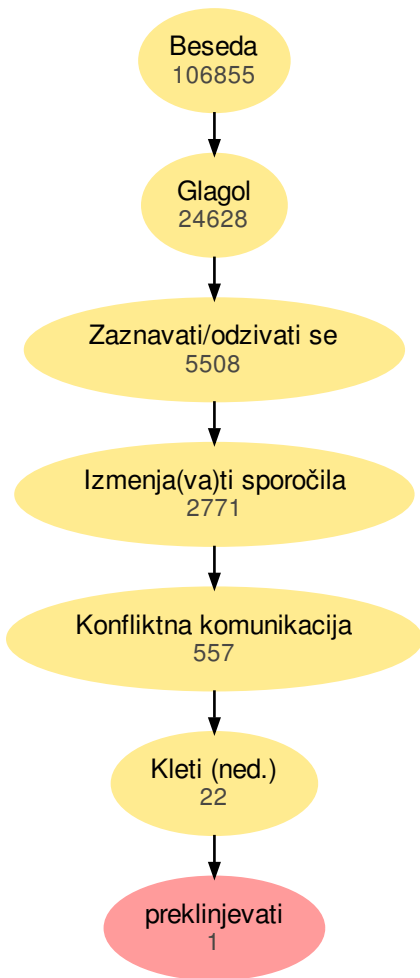 Beseda
106855
Glagol
24628
Zaznavati/odzivati se
5508
Izmenja(va)ti sporočila
2771
Konfliktna komunikacija
557
Kleti (ned.)
22
preklinjevati
1